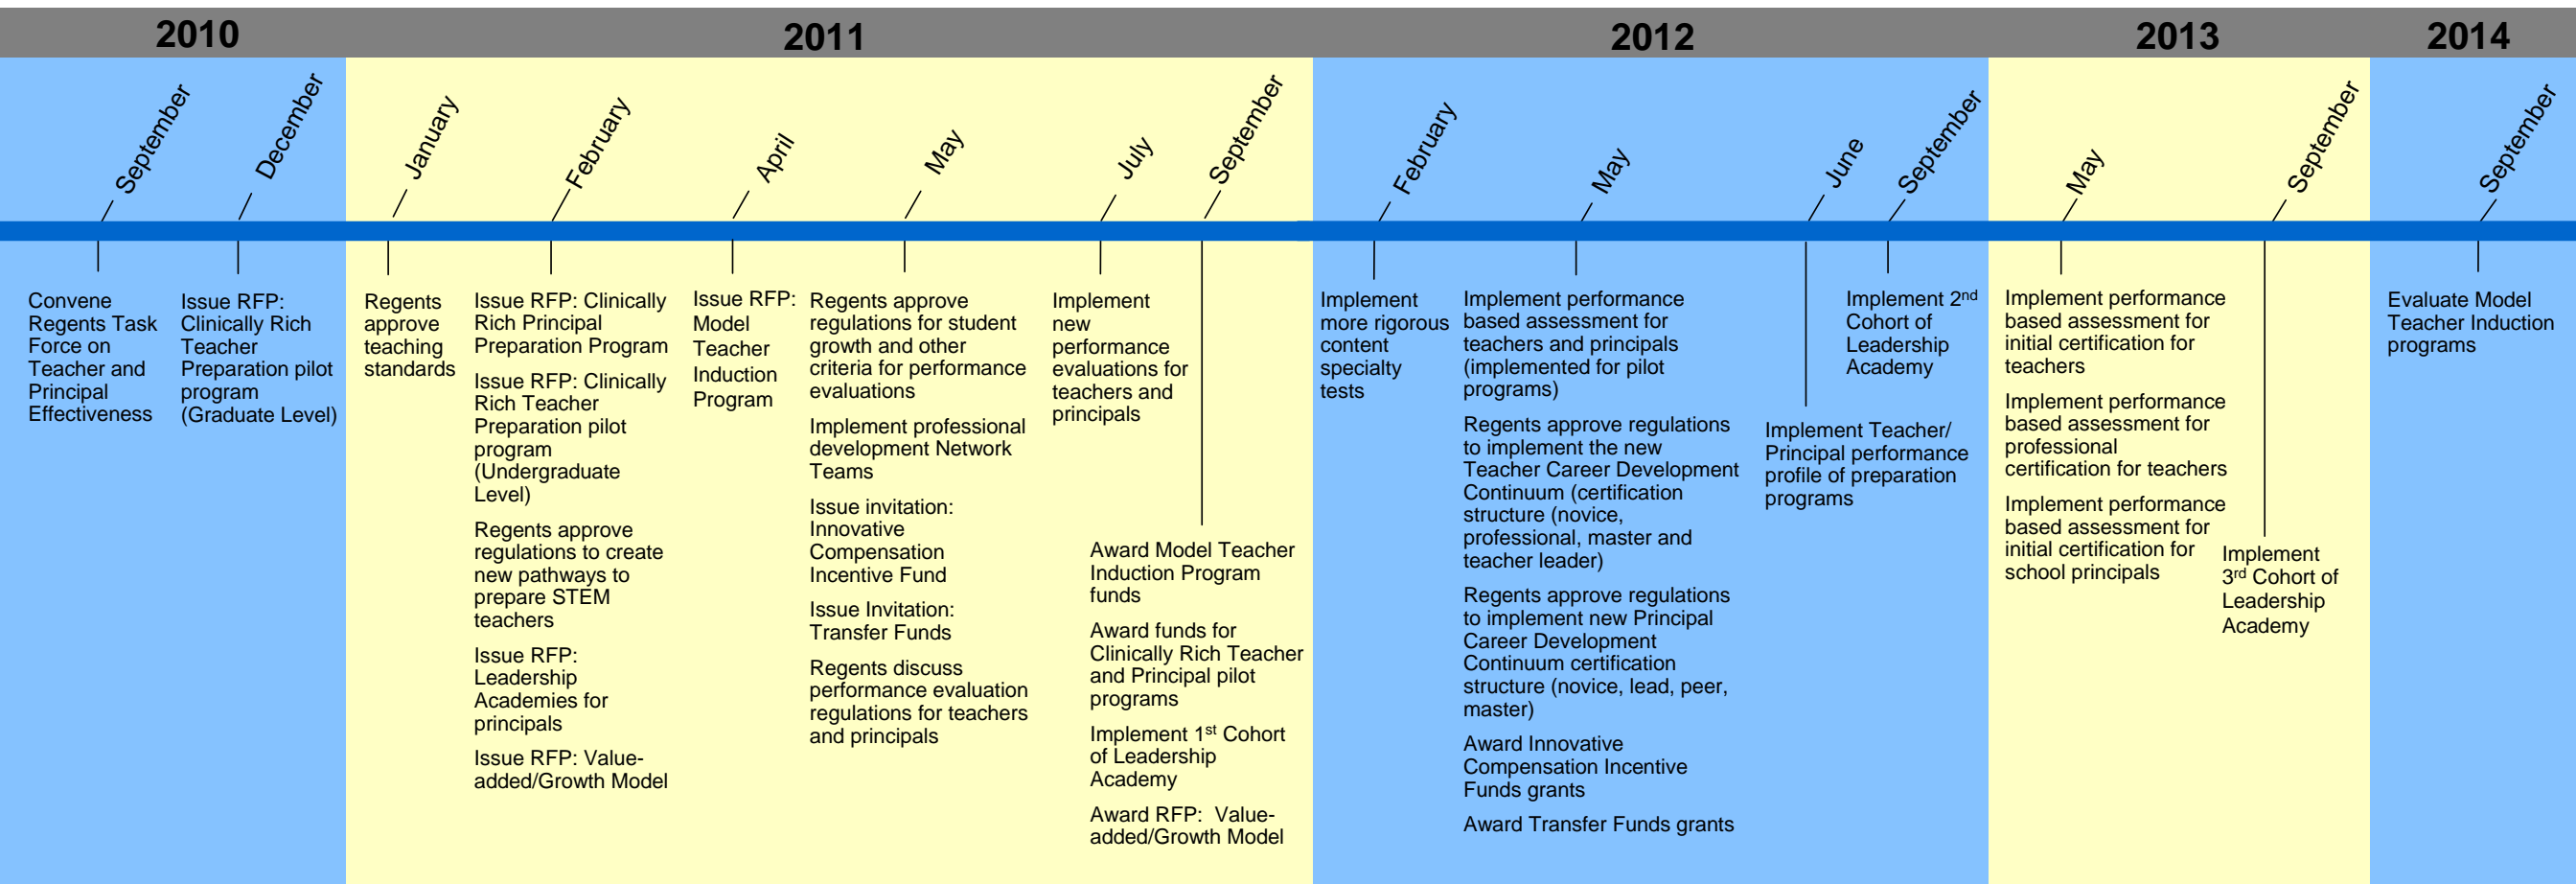 2010
2011
2012
2013
2014
September
December
January
February
April
May
July
September
February
May
June
September
May
September
September
Convene
Regents Task
Force on
Teacher and
Principal
Effectiveness
Issue RFP:
Clinically Rich
Teacher
Preparation pilot
program
(Graduate Level)
Regents
approve
teaching
standards
Issue RFP: Clinically
Rich Principal
Preparation Program
Issue RFP: Clinically
Rich Teacher
Preparation pilot
program
(Undergraduate
Level)
Regents approve
regulations to create
new pathways to
prepare STEM
teachers
Issue RFP:
Leadership
Academies for
principals
Issue RFP: Value-
added/Growth Model
Issue RFP:
Model
Teacher
Induction
Program
Regents approve
regulations for student
growth and other
criteria for performance
evaluations
Implement professional
development Network
Teams
Issue invitation:
Innovative
Compensation
Incentive Fund
Issue Invitation:
Transfer Funds
Regents discuss
performance evaluation
regulations for teachers
and principals
Implement
new
performance
evaluations for
teachers and
principals
Award Model Teacher
Induction Program
funds
Award funds for
Clinically Rich Teacher
and Principal pilot
programs
Implement 1st Cohort
of Leadership
Academy
Award RFP: Value-
added/Growth Model
Implement
more rigorous
content
specialty
tests
Implement performance
based assessment for
teachers and principals
(implemented for pilot
programs)
Regents approve regulations
to implement the new
Teacher Career Development
Continuum (certification
structure (novice,
professional, master and
teacher leader)
Regents approve regulations
to implement new Principal
Career Development
Continuum certification
structure (novice, lead, peer,
master)
Award Innovative
Compensation Incentive
Funds grants
Award Transfer Funds grants
Implement Teacher/
Principal performance
profile of preparation
programs
Implement 2nd
Cohort of
Leadership
Academy
Implement performance
based assessment for
initial certification for
teachers
Implement performance
based assessment for
professional
certification for teachers
Implement performance
based assessment for
initial certification for
school principals
Implement
3rd Cohort of
Leadership
Academy
Evaluate Model
Teacher Induction
programs